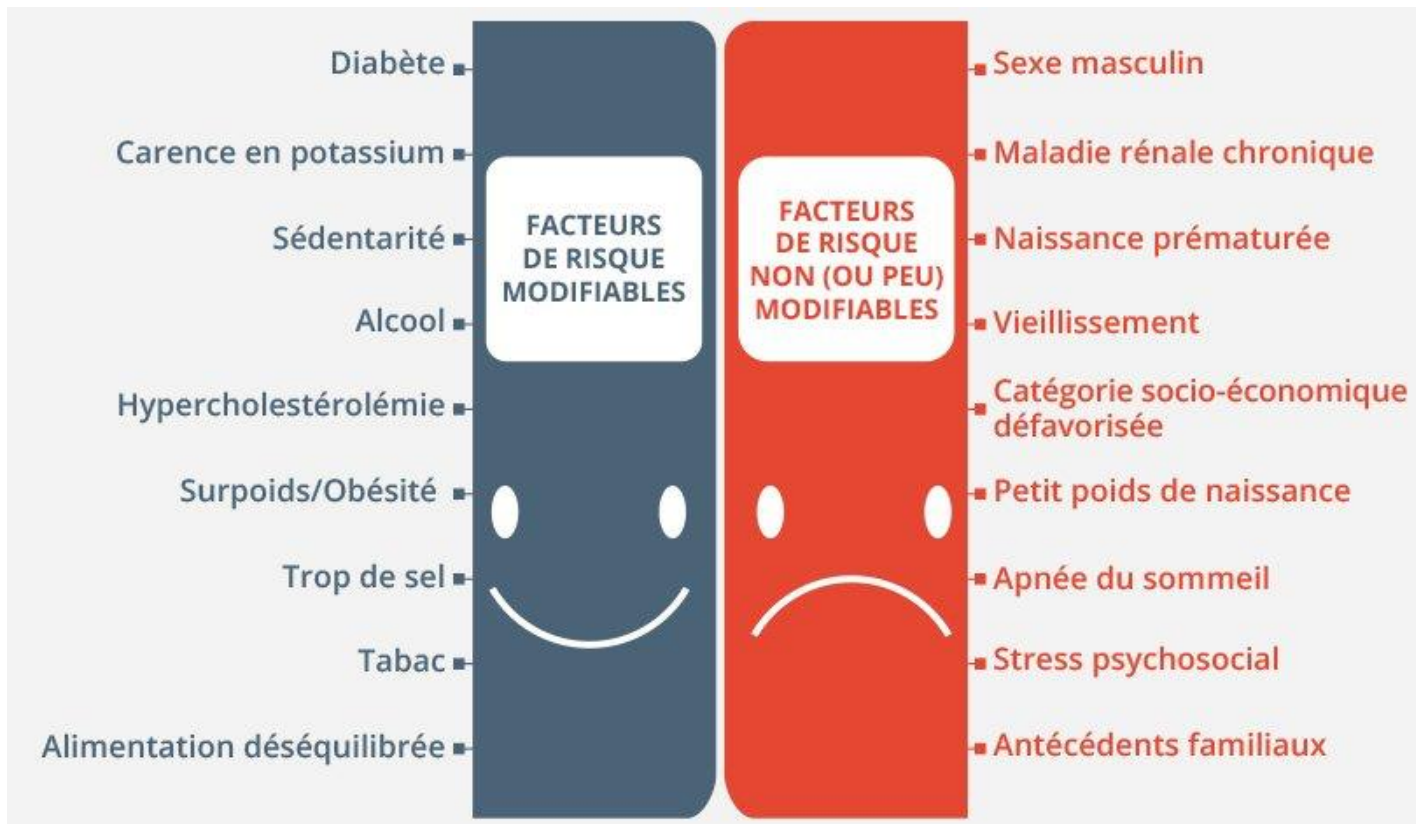 Diabète
Carence en potassium
Sédentarité
Alcool
Hypercholestérolémie
Surpoids/Obésité
Trop de sel
Tabac
Alimentation déséquilibrée
FACTEURS
DE RISQUE
MODIFIABLES
FACTEURS
DE RISQUE
NON (OU PEU)
MODIFIABLES
Sexe masculin
Maladie rénale chronique
Naissance prématurée
Vieillissement
Catégorie socio-économique
défavorisée
Petit poids de naissance
Apnée du sommeil
Stress psychosocial
Antécédents familiaux